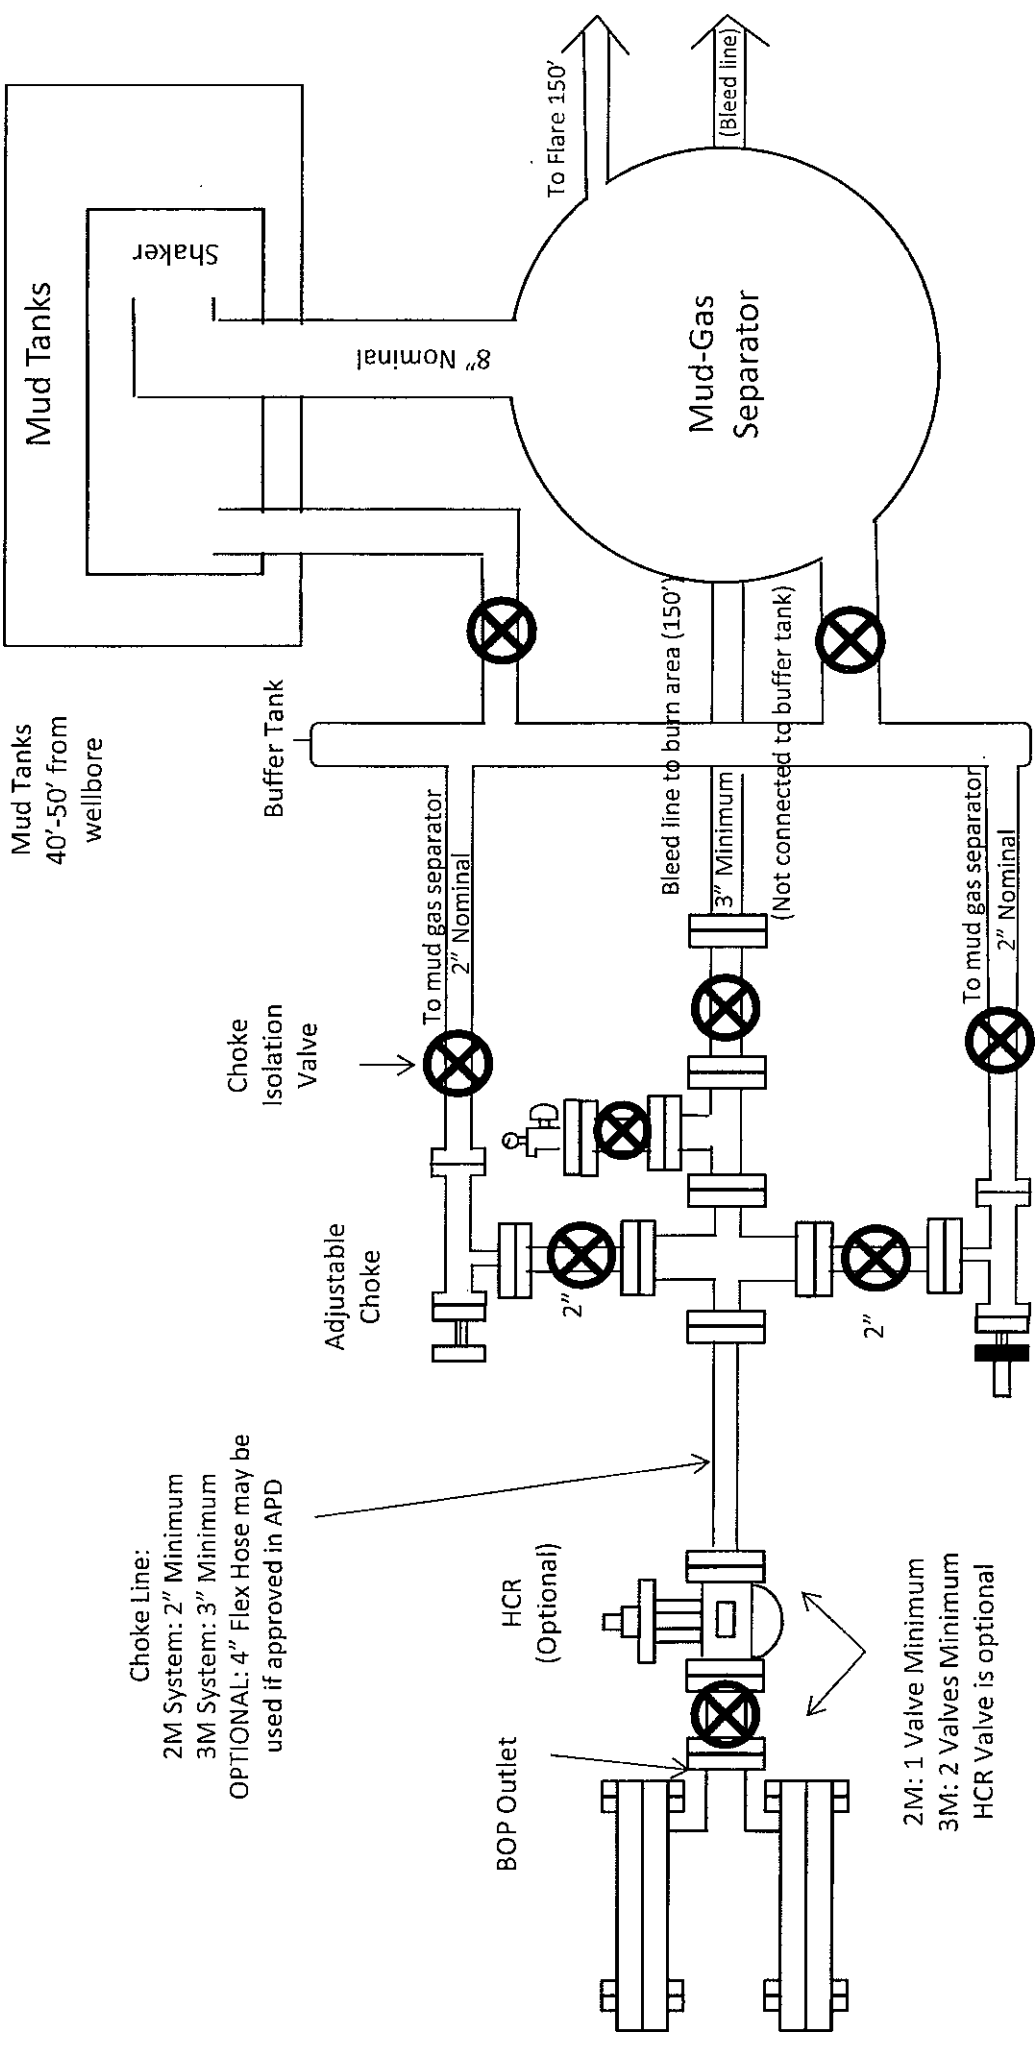 Mud Tanks
40'-50' from
wellbore
Mud Tanks
Shaker
8" Nominal
To Flare 150'
(Bleed line)
Mud-Gas
Separator
Buffer Tank
To mud gas separator
2" Nominal
Bleed line to burn area (150')
3" Minimum
(Not connected to buffer tank)
To mud gas separator
2" Nominal
Choke
Isolation
Valve
Adjustable
Choke
2"
2"
Choke Line:
2M System: 2" Minimum
3M System: 3" Minimum
OPTIONAL: 4" Flex Hose may be
used if approved in APD
HCR
(Optional)
BOP Outlet
2M: 1 Valve Minimum
3M: 2 Valves Minimum
HCR Valve is optional